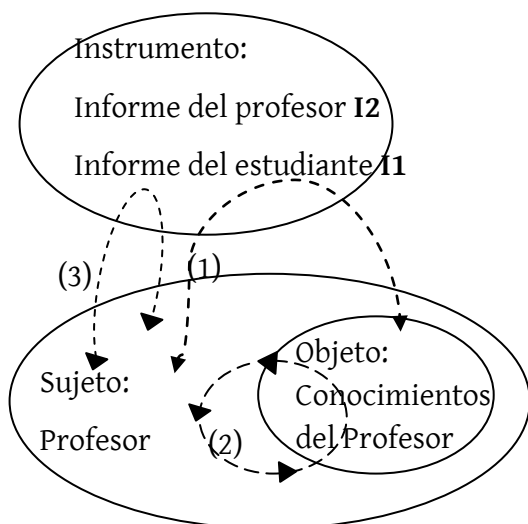 Instrumento:
Informe del profesor I2
Informe del estudiante I1
(3)
(1)
Sujeto:
Profesor
(2)
Objeto:
Conocimientos
del Profesor